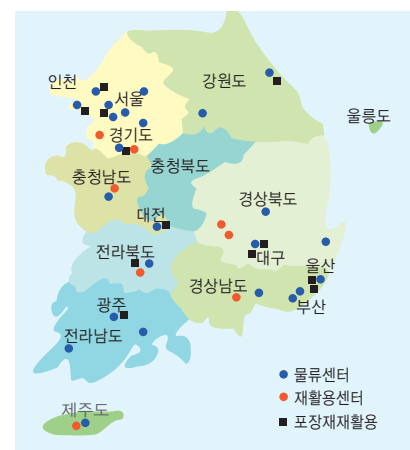 인천
서울
강원도
울릉도
경기도
충청북도
충청남도
경상북도
대전
전라북도
대구
울산
경상남도
광주
부산
전라남도
제주도
물류센터
재활용센터
포장재재활용